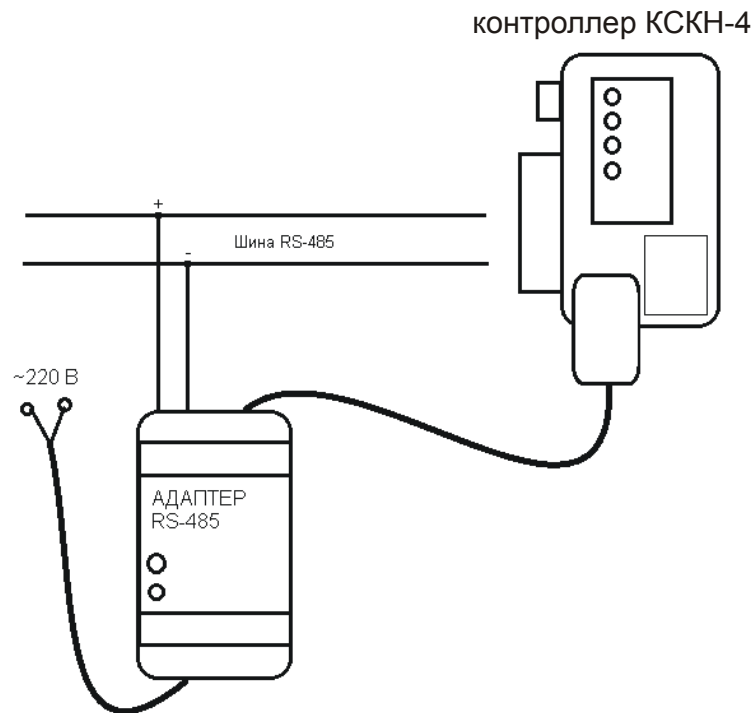 контроллер КСКН-4
+
Шина RS-485
-
~220 В
АДАПТЕР
RS-485